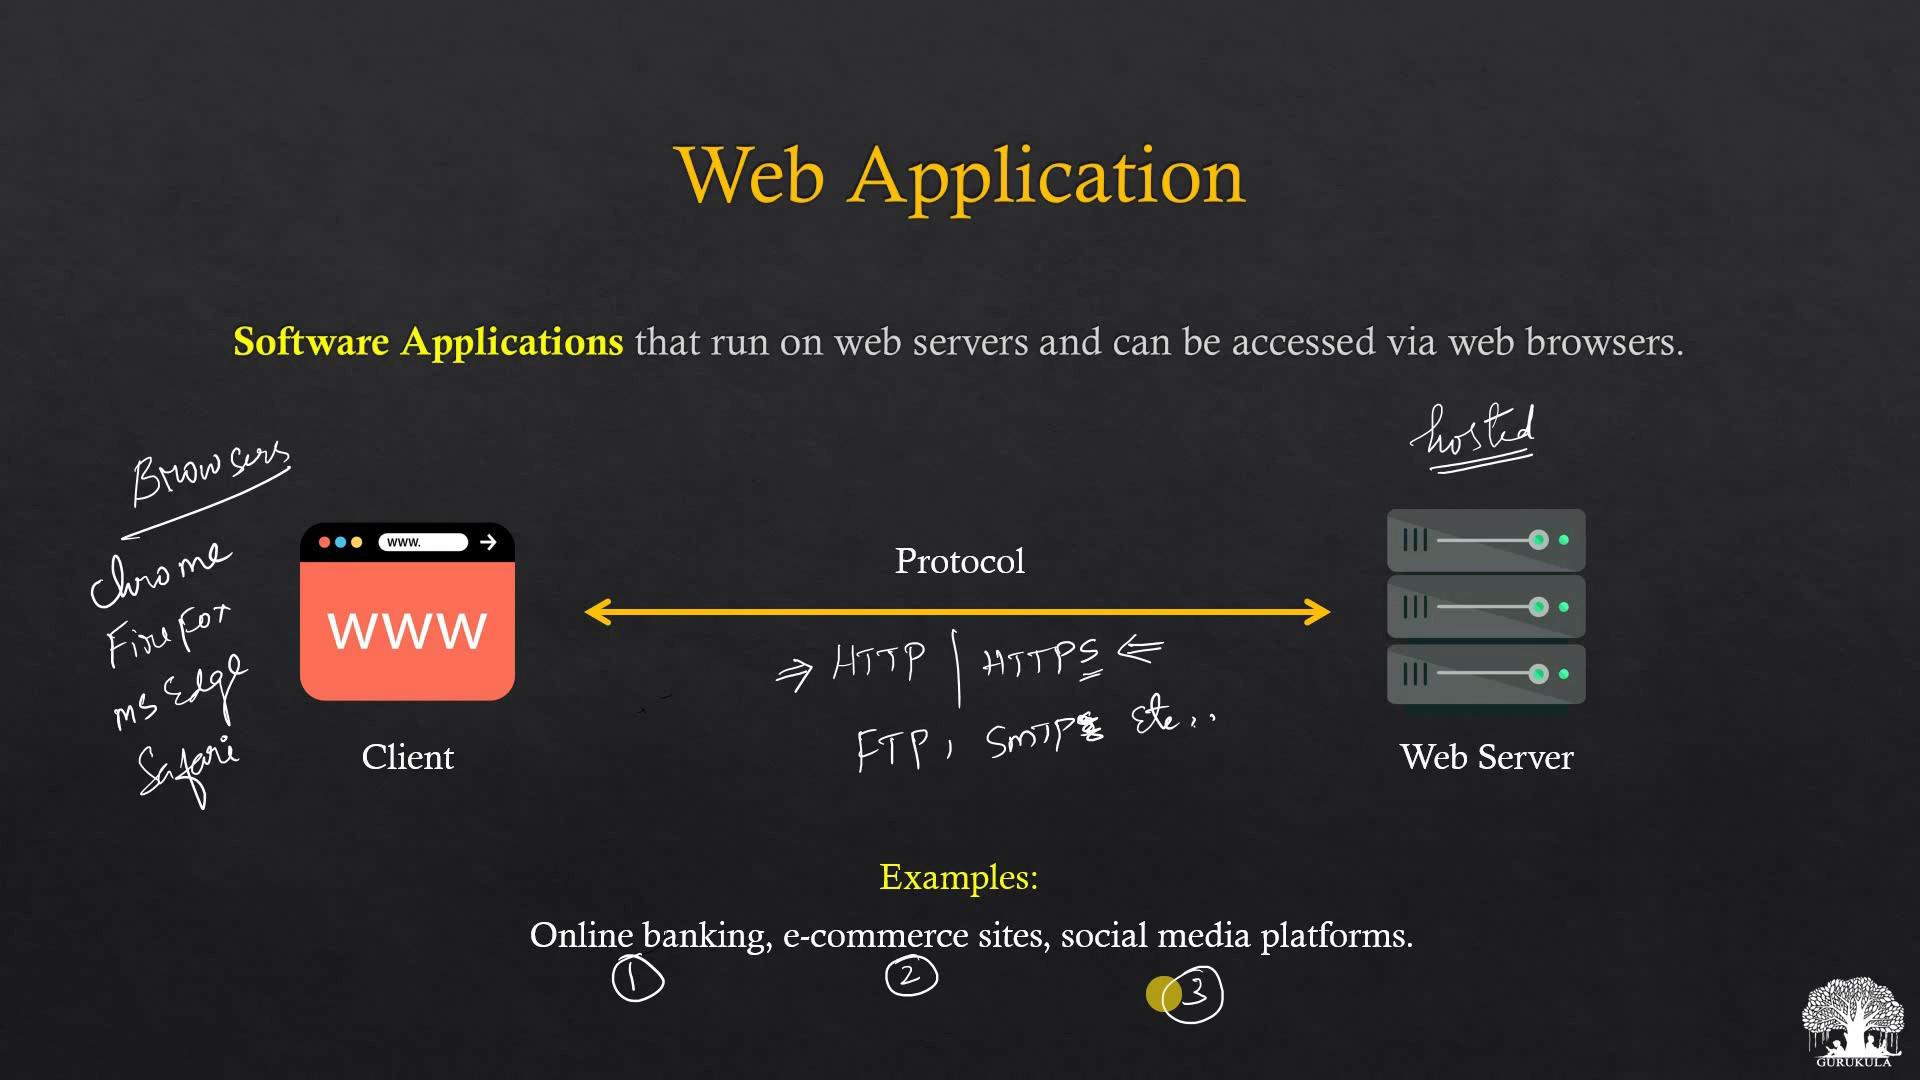 Web Application
Software Applications that run on web servers and can be accessed via web browsers.
hosted
Browsers
Chrome
Firefox
ms Edge
Safari
www.
www
Client
Protocol
⇒ HTTP | HTTPS ⇐
FTP, SMTP Etc...
Web Server
Examples:
Online banking, e-commerce sites, social media platforms.
1 2 3
GURUKULA